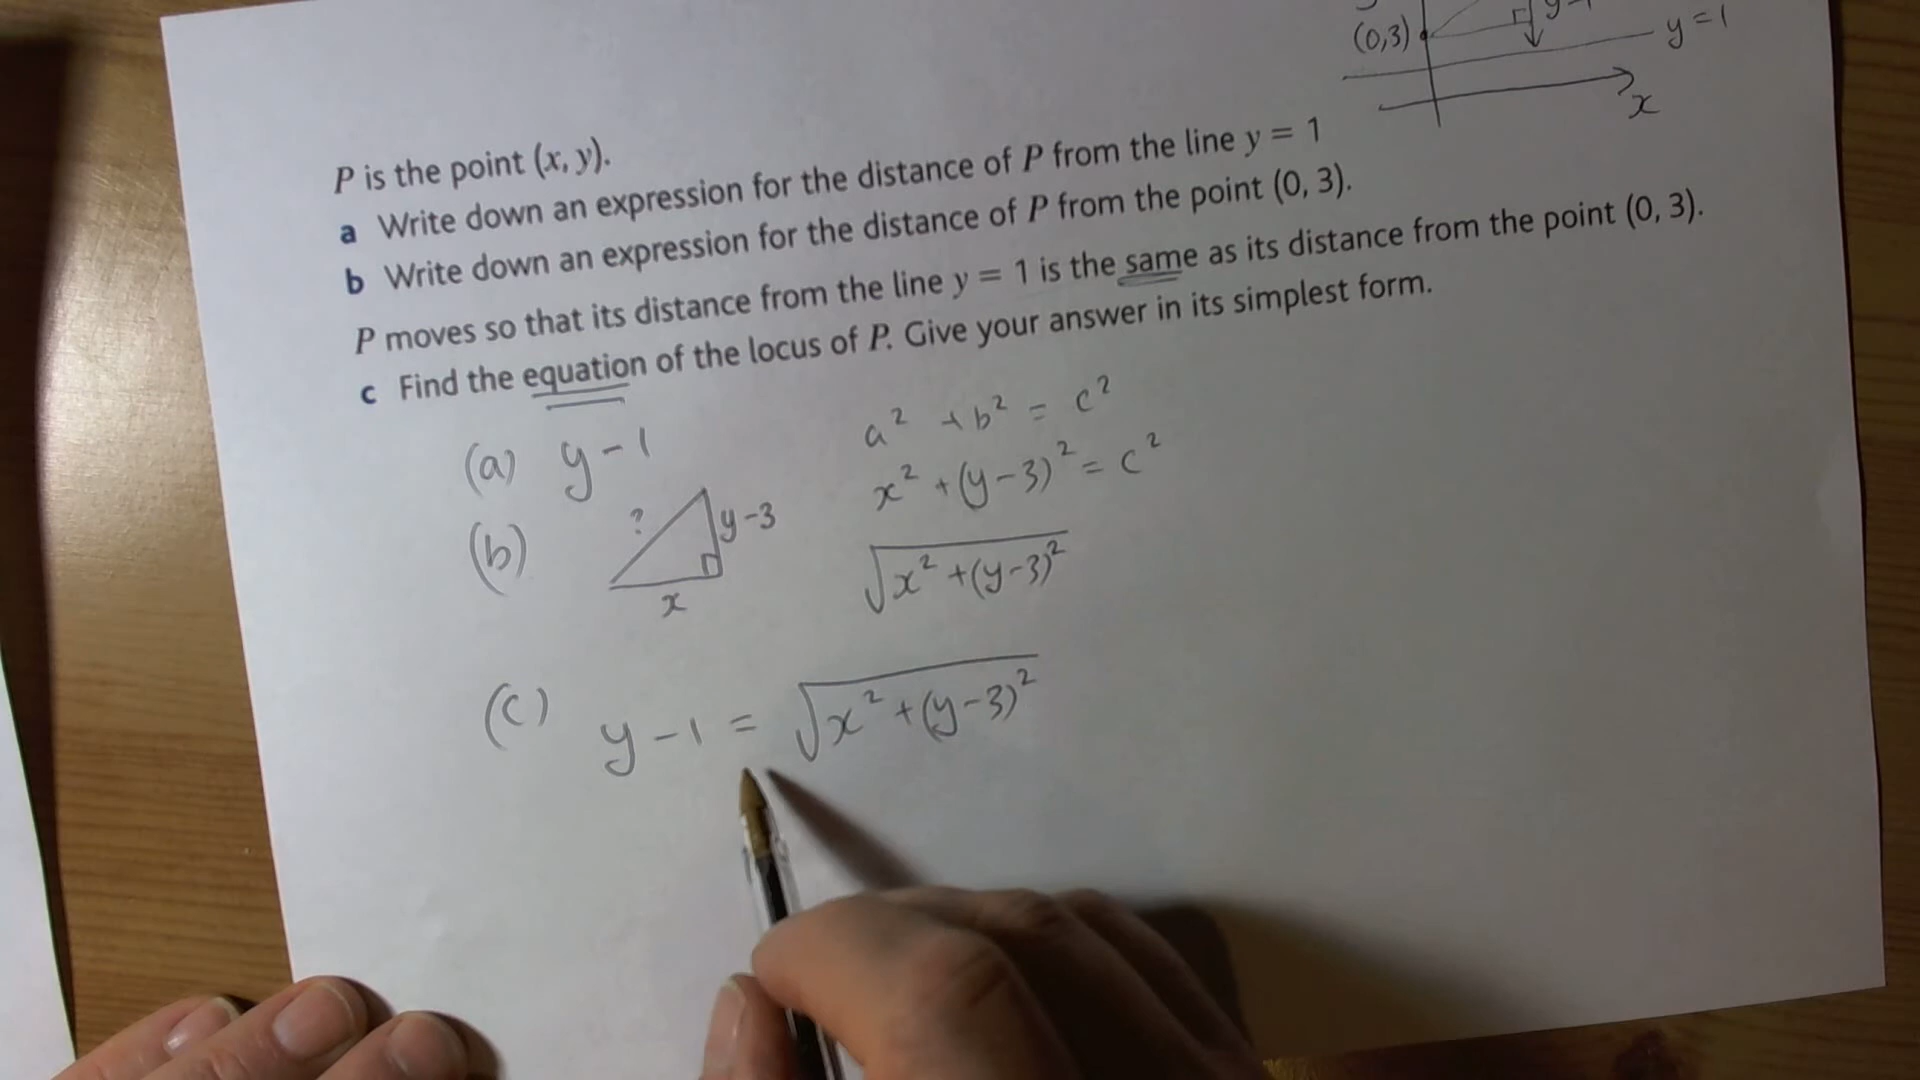 (0,3)
y-1
y = 1
x
P is the point (x, y).
a Write down an expression for the distance of P from the line y = 1
b Write down an expression for the distance of P from the point (0, 3).
P moves so that its distance from the line y = 1 is the same as its distance from the point (0, 3).
c Find the equation of the locus of P. Give your answer in its simplest form.
(a) y-1
a² + b² = c²
x² + (y-3)² = c²
(b)
?
y-3
x
√x² + (y-3)²
(c) y-1 = √x² + (y-3)²